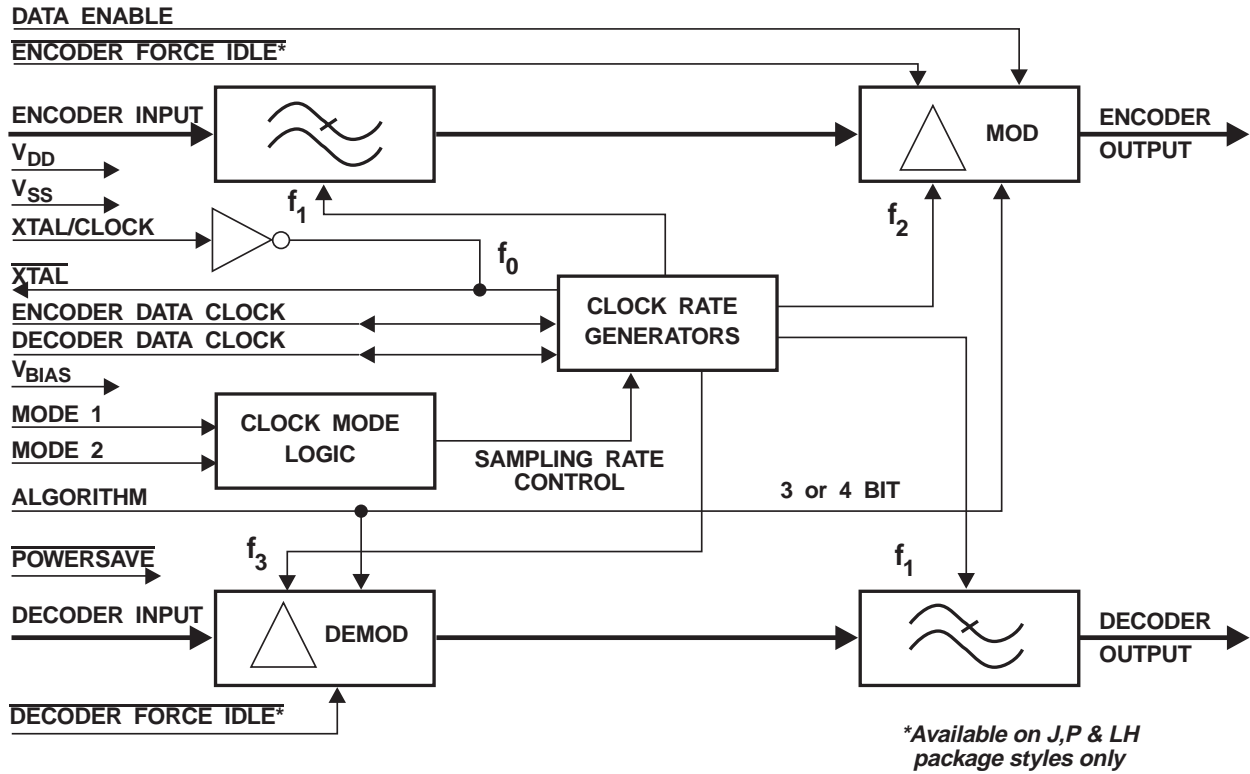 DATA ENABLE
ENCODER FORCE IDLE*
ENCODER INPUT
MOD
ENCODER
OUTPUT
VDD
VSS
f1
f2
XTAL/CLOCK
f0
XTAL
CLOCK RATE
GENERATORS
ENCODER DATA CLOCK
DECODER DATA CLOCK
VBIAS
MODE 1
MODE 2
CLOCK MODE
LOGIC
SAMPLING RATE
CONTROL
ALGORITHM
3 or 4 BIT
POWERSAVE
f3
f1
DECODER INPUT
DEMOD
DECODER
OUTPUT
DECODER FORCE IDLE*
*Available on J,P & LH
package styles only